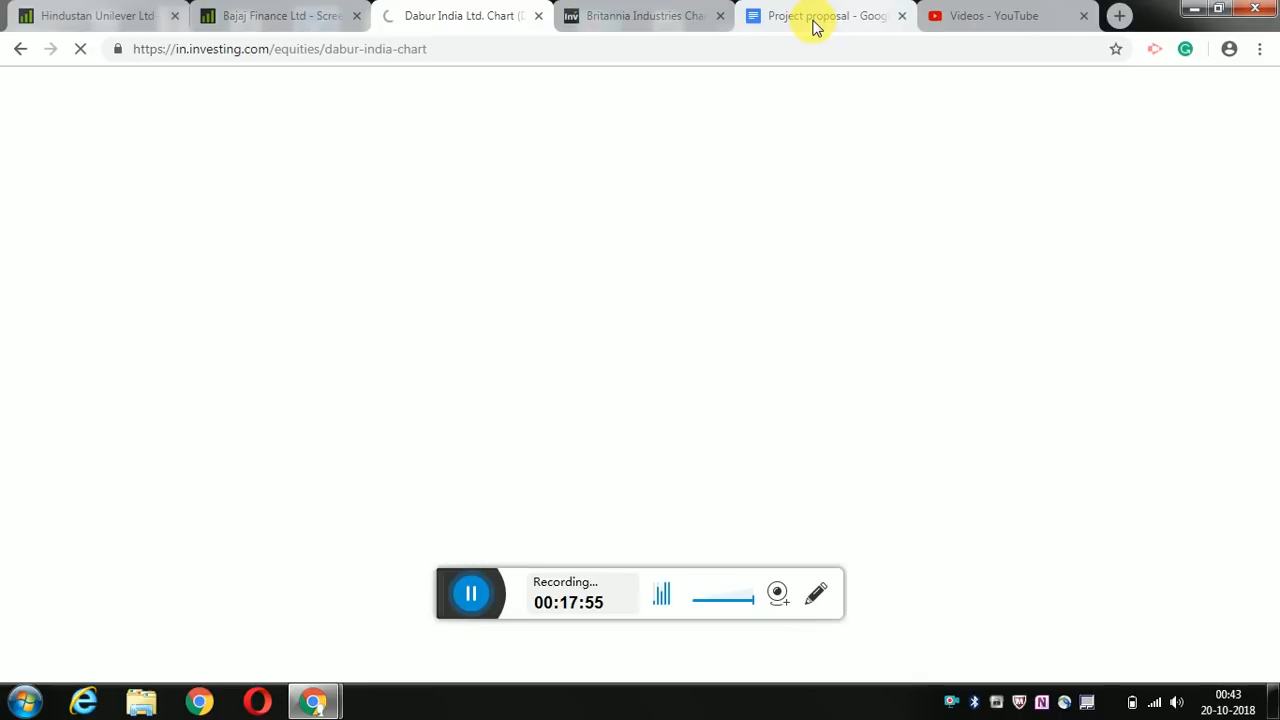 Hindustan Unilever Ltd
Bajaj Finance Ltd - Scree
Dabur India Ltd. Chart (D
Britannia Industries Cha
Project proposal - Goog
Videos - YouTube
https://in.investing.com/equities/dabur-india-chart
Recording...
00:17:55
00:43
20-10-2018